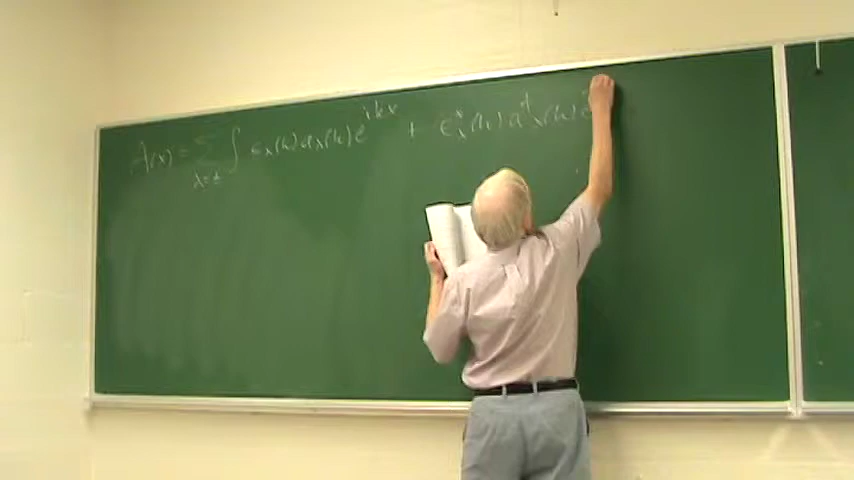 A(x) = Σ ∫ ε_λ(k) a_λ(k) e^{ikx} + ε*_λ(k) a†_λ(k) e
λ=±